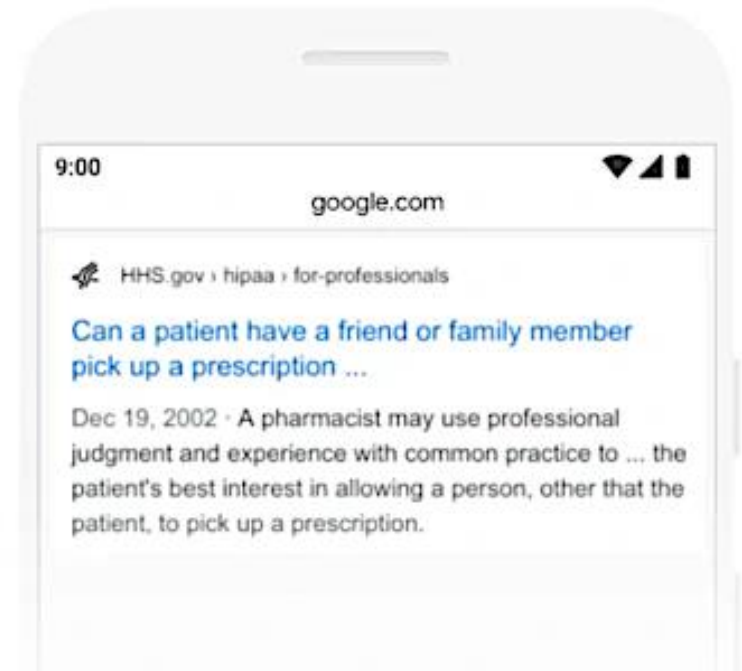 9:00
google.com
HHS.gov › hipaa › for-professionals
Can a patient have a friend or family member
pick up a prescription ...
Dec 19, 2002 · A pharmacist may use professional
judgment and experience with common practice to ... the
patient's best interest in allowing a person, other that the
patient, to pick up a prescription.